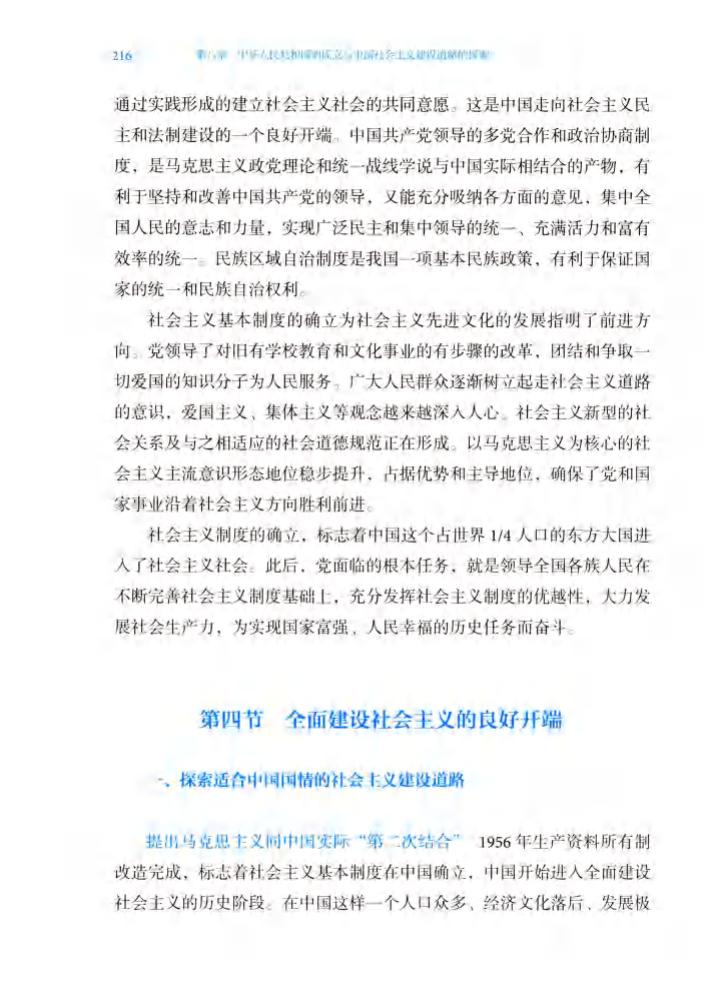 216 第八章 中华人民共和国的成立与中国社会主义建设道路的探索
通过实践形成的建立社会主义社会的共同意愿。这是中国走向社会主义民
主和法制建设的一个良好开端。中国共产党领导的多党合作和政治协商制
度，是马克思主义政党理论和统一战线学说与中国实际相结合的产物，有
利于坚持和改善中国共产党的领导，又能充分吸纳各方面的意见，集中全
国人民的意志和力量，实现广泛民主和集中领导的统一、充满活力和富有
效率的统一。民族区域自治制度是我国一项基本民族政策，有利于保证国
家的统一和民族自治权利。
社会主义基本制度的确立为社会主义先进文化的发展指明了前进方
向。党领导了对旧有学校教育和文化事业的有步骤的改革，团结和争取一
切爱国的知识分子为人民服务。广大人民群众逐渐树立起走社会主义道路
的意识，爱国主义、集体主义等观念越来越深入人心。社会主义新型的社
会关系及与之相适应的社会道德规范正在形成。以马克思主义为核心的社
会主义主流意识形态地位稳步提升，占据优势和主导地位，确保了党和国
家事业沿着社会主义方向胜利前进。
社会主义制度的确立，标志着中国这个占世界 1/4 人口的东方大国进
入了社会主义社会。此后，党面临的根本任务，就是领导全国各族人民在
不断完善社会主义制度基础上，充分发挥社会主义制度的优越性，大力发
展社会生产力，为实现国家富强、人民幸福的历史任务而奋斗。
第四节 全面建设社会主义的良好开端
一、探索适合中国国情的社会主义建设道路
提出马克思主义同中国实际“第二次结合” 1956 年生产资料所有制
改造完成，标志着社会主义基本制度在中国确立，中国开始进入全面建设
社会主义的历史阶段。在中国这样一个人口众多、经济文化落后、发展极